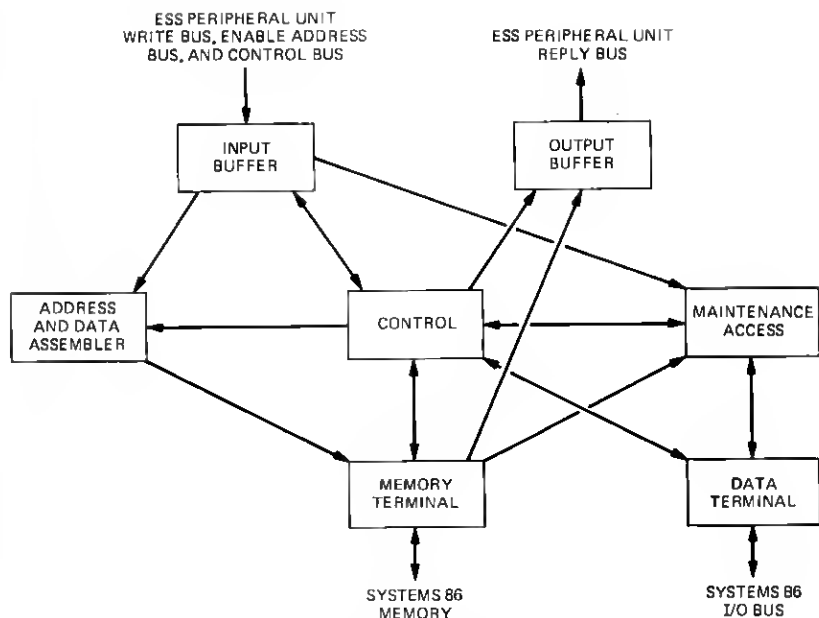 ESS PERIPHERAL UNIT
WRITE BUS, ENABLE ADDRESS
BUS, AND CONTROL BUS
ESS PERIPHERAL UNIT
REPLY BUS
INPUT
BUFFER
OUTPUT
BUFFER
ADDRESS
AND DATA
ASSEMBLER
CONTROL
MAINTENANCE
ACCESS
MEMORY
TERMINAL
DATA
TERMINAL
SYSTEMS 86
MEMORY
SYSTEMS 86
I/O BUS